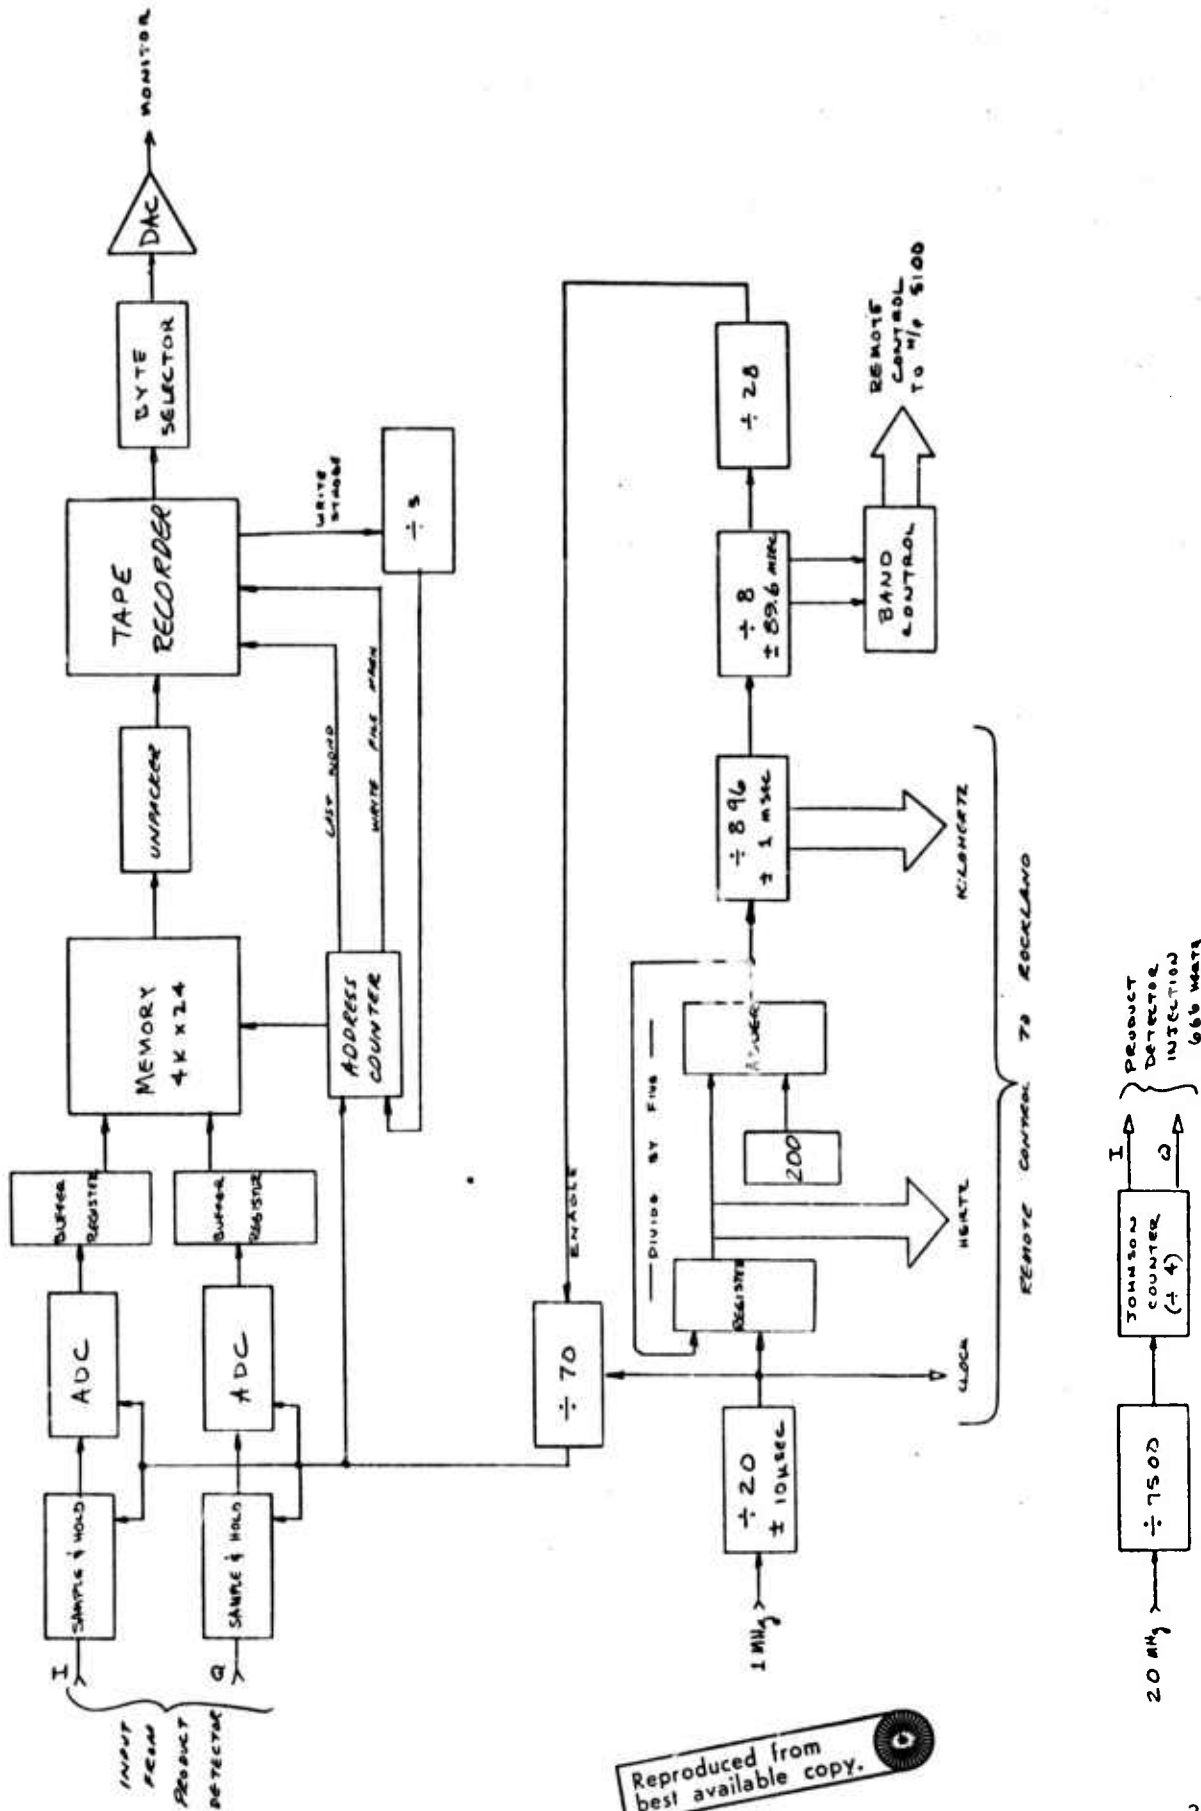 INPUT
FROM
PRODUCT
DETECTOR
I
Q
SAMPLE & HOLD
SAMPLE & HOLD
ADC
ADC
BUFFER
REGISTER
BUFFER
REGISTER
MEMORY
4K x 24
UNPACKER
TAPE
RECORDER
BYTE
SELECTOR
DAC
MONITOR
ADDRESS
COUNTER
LAST WORD
WRITE FILE MARK
WRITE
STROBE
÷ 70
ENABLE
1 MHz
÷ 20
± 10 µSEC
REGISTER
DIVIDE BY FIVE
ADDER
200
÷ 896
± 1 msec
÷ 8
± 89.6 msec
÷ 28
BAND
CONTROL
REMOTE
CONTROL
TO H/P 5100
CLOCK
HERTZ
KILOHERTZ
REMOTE CONTROL TO ROCKLAND
20 MHz
÷ 7500
JOHNSON
COUNTER
(÷ 4)
I
Q
PRODUCT
DETECTOR
INJECTION
666 HERTZ
Reproduced from
best available copy.